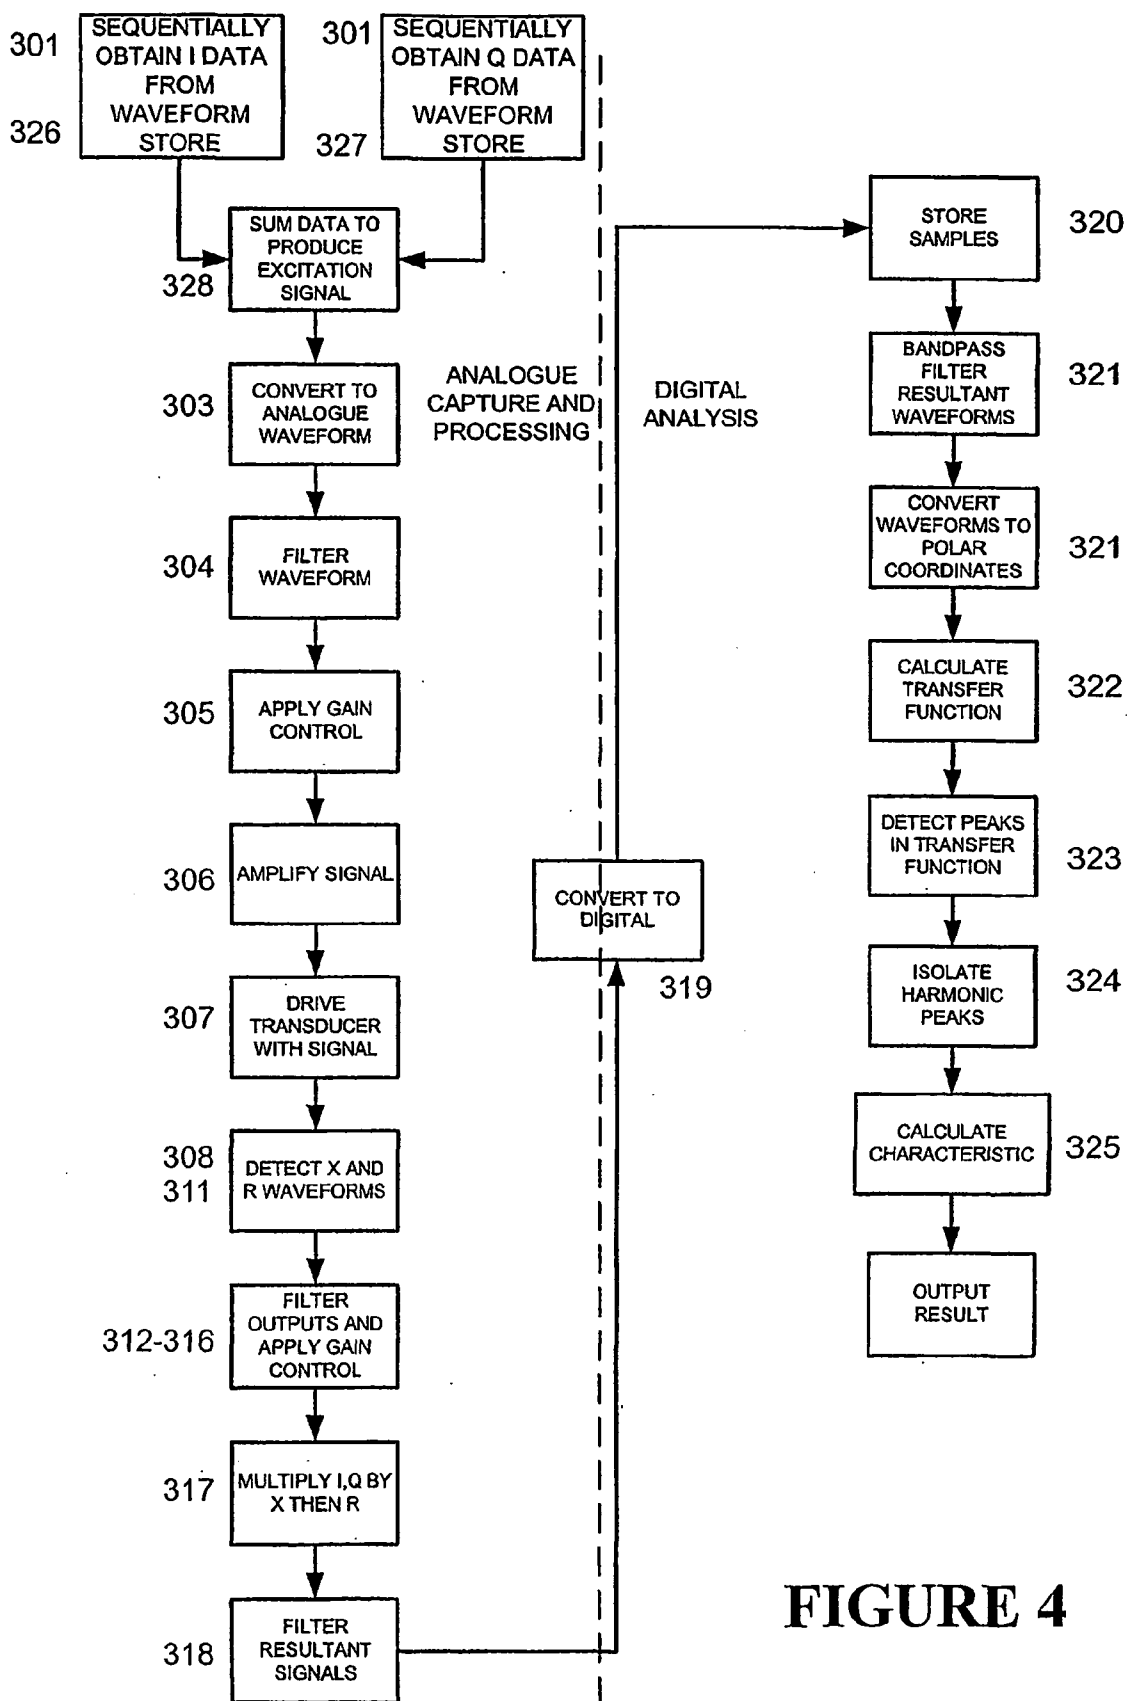 301
326
SEQUENTIALLY
OBTAIN I DATA
FROM
WAVEFORM
STORE
301
327
SEQUENTIALLY
OBTAIN Q DATA
FROM
WAVEFORM
STORE
328
SUM DATA TO
PRODUCE
EXCITATION
SIGNAL
303
CONVERT TO
ANALOGUE
WAVEFORM
ANALOGUE
CAPTURE AND
PROCESSING
304
FILTER
WAVEFORM
305
APPLY GAIN
CONTROL
306
AMPLIFY SIGNAL
307
DRIVE
TRANSDUCER
WITH SIGNAL
308
311
DETECT X AND
R WAVEFORMS
312-316
FILTER
OUTPUTS AND
APPLY GAIN
CONTROL
317
MULTIPLY I,Q BY
X THEN R
318
FILTER
RESULTANT
SIGNALS
CONVERT TO
DIGITAL
319
DIGITAL
ANALYSIS
STORE
SAMPLES
320
BANDPASS
FILTER
RESULTANT
WAVEFORMS
321
CONVERT
WAVEFORMS TO
POLAR
COORDINATES
321
CALCULATE
TRANSFER
FUNCTION
322
DETECT PEAKS
IN TRANSFER
FUNCTION
323
ISOLATE
HARMONIC
PEAKS
324
CALCULATE
CHARACTERISTIC
325
OUTPUT
RESULT
FIGURE 4